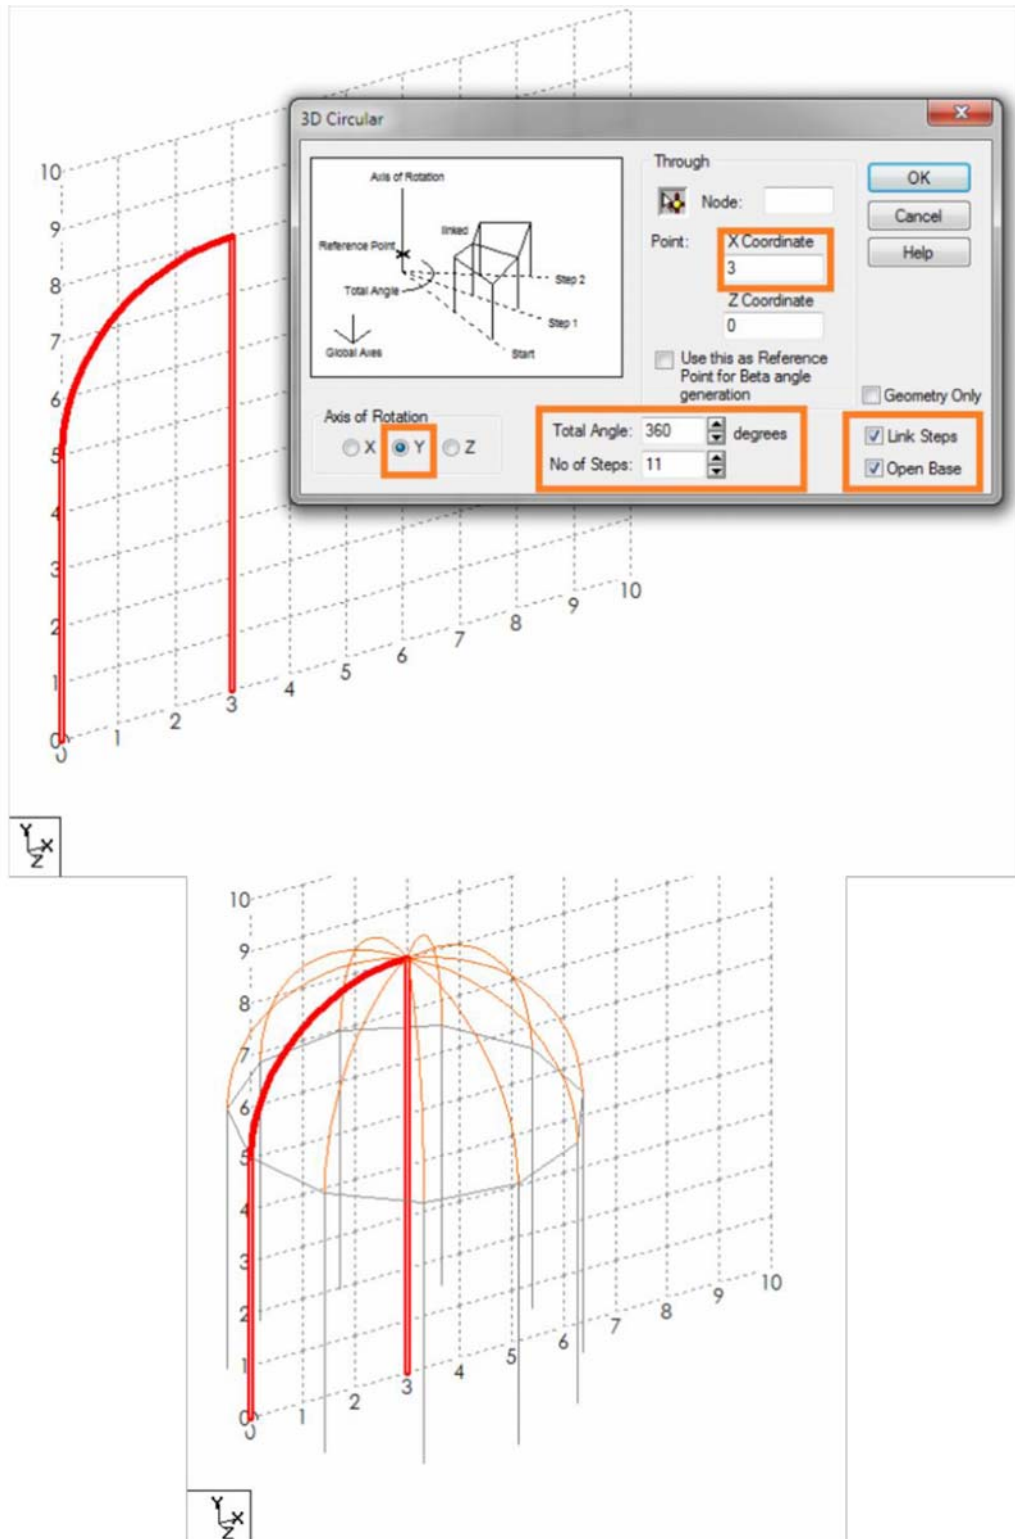 10
9
8
7
6
5
4
3
2
1
0
0
1
2
3
4
5
6
7
8
9
10
Y
X
Z
3D Circular
Axis of Rotation
Reference Point
linked
Total Angle
Step 2
Step 1
Start
Global Axes
Through
Node:
Point:
X Coordinate
3
Z Coordinate
0
Use this as Reference
Point for Beta angle
generation
OK
Cancel
Help
Geometry Only
Axis of Rotation
X Y Z
Total Angle: 360 degrees
No of Steps: 11
Link Steps
Open Base
10
9
8
7
6
5
4
3
2
1
0
0
1
2
3
4
5
6
7
8
9
10
Y
X
Z